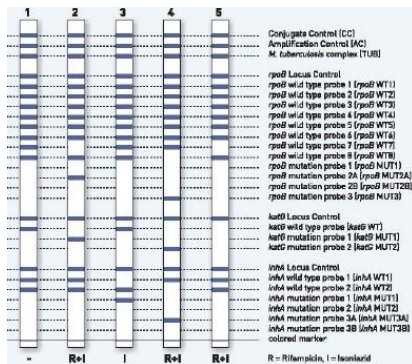 1 2 3 4 5
Conjugate Control (CC)
Amplification Control (AC)
M. tuberculosis complex (TUB)
rpoB Locus Control
rpoB wild type probe 1 (rpoB WT1)
rpoB wild type probe 2 (rpoB WT2)
rpoB wild type probe 3 (rpoB WT3)
rpoB wild type probe 4 (rpoB WT4)
rpoB wild type probe 5 (rpoB WT5)
rpoB wild type probe 6 (rpoB WT6)
rpoB wild type probe 7 (rpoB WT7)
rpoB wild type probe 8 (rpoB WT8)
rpoB mutation probe 1 (rpoB MUT1)
rpoB mutation probe 2A (rpoB MUT2A)
rpoB mutation probe 2B (rpoB MUT2B)
rpoB mutation probe 3 (rpoB MUT3)
katG Locus Control
katG wild type probe (katG WT)
katG mutation probe 1 (katG MUT1)
katG mutation probe 2 (katG MUT2)
inhA Locus Control
inhA wild type probe 1 (inhA WT1)
inhA wild type probe 2 (inhA WT2)
inhA mutation probe 1 (inhA MUT1)
inhA mutation probe 2 (inhA MUT2)
inhA mutation probe 3A (inhA MUT3A)
inhA mutation probe 3B (inhA MUT3B)
colored marker
- R+I I R+I R+I R = Rifampicin, I = Isoniazid